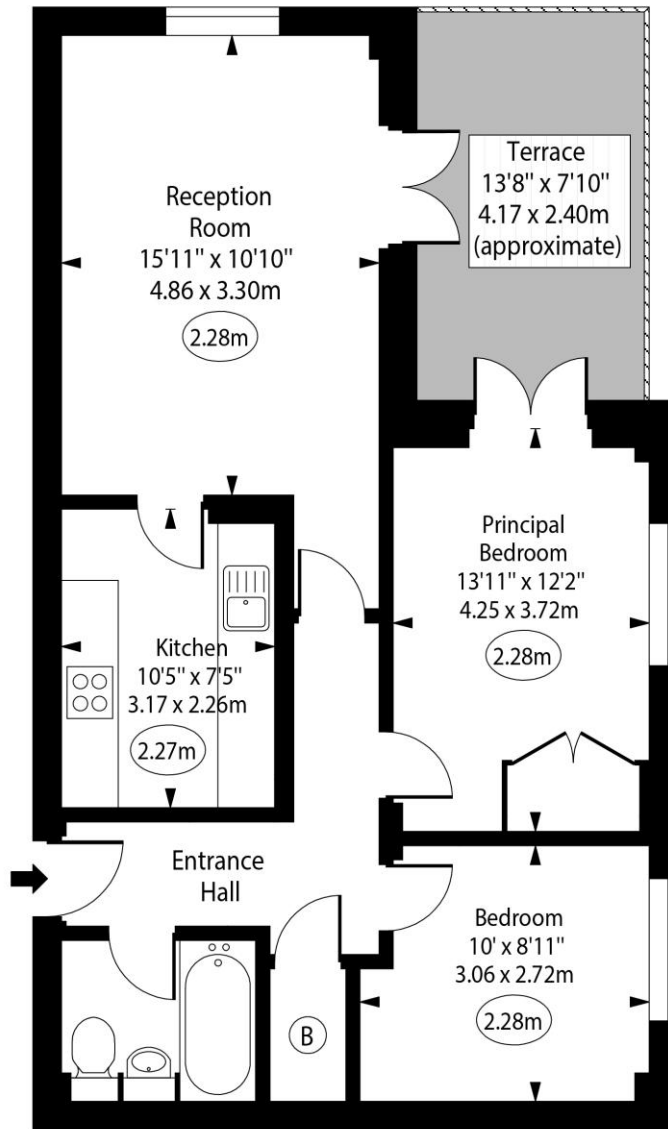 Terrace
13'8" x 7'10"
4.17 x 2.40m
(approximate)
Reception
Room
15'11" x 10'10"
4.86 x 3.30m
2.28m
Principal
Bedroom
13'11" x 12'2"
4.25 x 3.72m
2.28m
Kitchen
10'5" x 7'5"
3.17 x 2.26m
2.27m
Entrance
Hall
Bedroom
10' x 8'11"
3.06 x 2.72m
2.28m
B